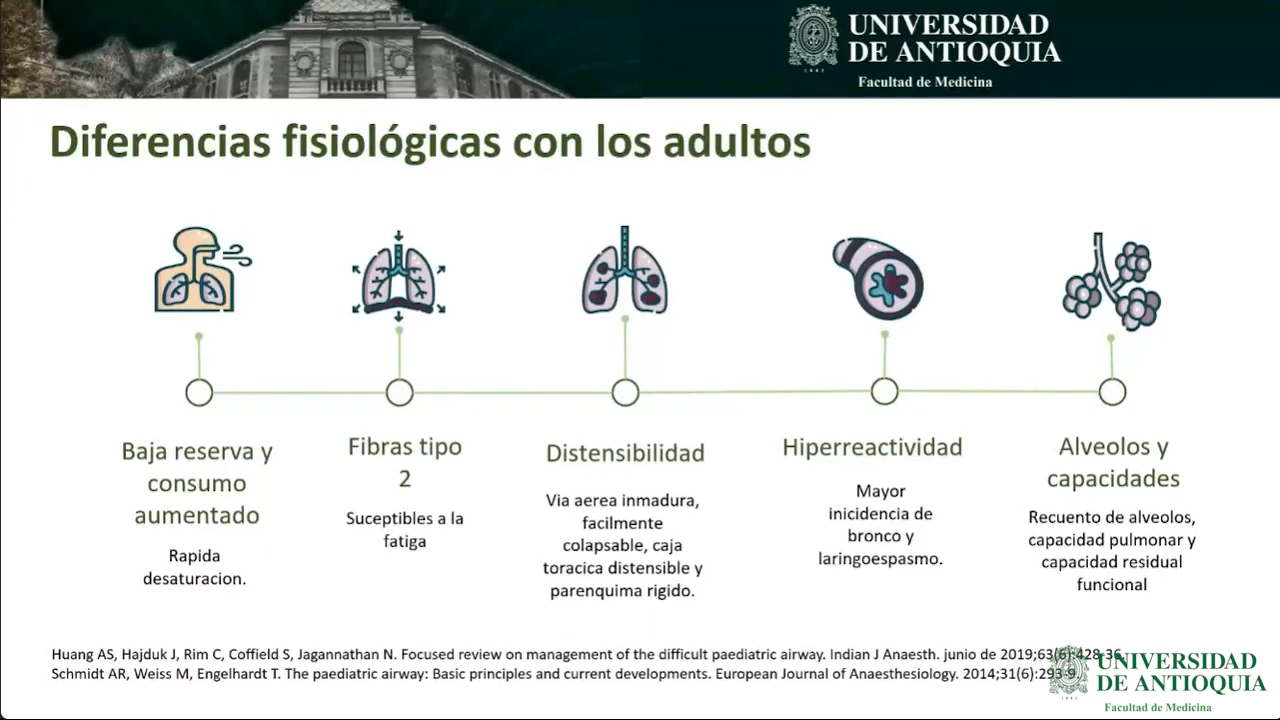 UNIVERSIDAD
DE ANTIOQUIA
1803
Facultad de Medicina
Diferencias fisiológicas con los adultos
Baja reserva y
consumo
aumentado
Rapida
desaturacion.
Fibras tipo
2
Suceptibles a la
fatiga
Distensibilidad
Via aerea inmadura,
facilmente
colapsable, caja
toracica distensible y
parenquima rigido.
Hiperreactividad
Mayor
inicidencia de
bronco y
laringoespasmo.
Alveolos y
capacidades
Recuento de alveolos,
capacidad pulmonar y
capacidad residual
funcional
Huang AS, Hajduk J, Rim C, Coffield S, Jagannathan N. Focused review on management of the difficult paediatric airway. Indian J Anaesth. junio de 2019;63(6):428-36.
Schmidt AR, Weiss M, Engelhardt T. The paediatric airway: Basic principles and current developments. European Journal of Anaesthesiology. 2014;31(6):293-9.
UNIVERSIDAD
DE ANTIOQUIA
Facultad de Medicina